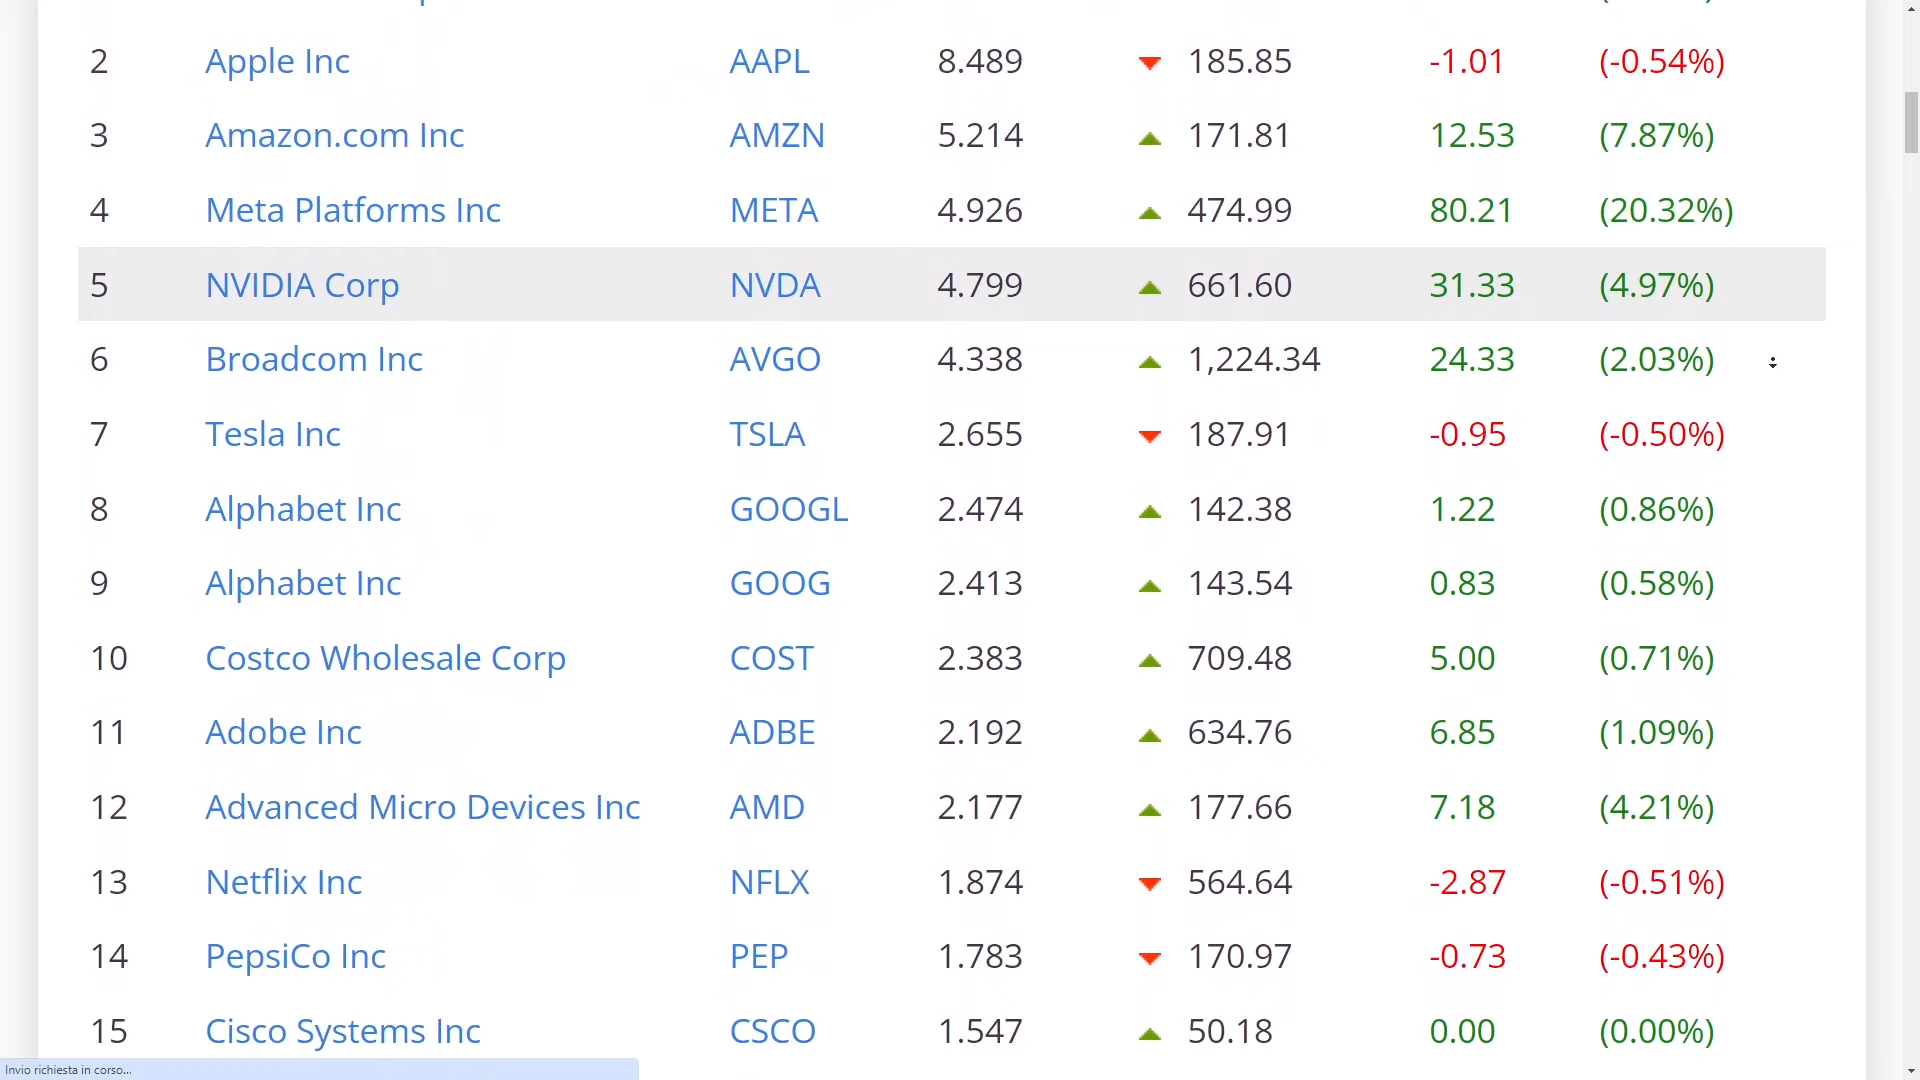 2 Apple Inc AAPL 8.489 185.85 -1.01 (-0.54%)
3 Amazon.com Inc AMZN 5.214 171.81 12.53 (7.87%)
4 Meta Platforms Inc META 4.926 474.99 80.21 (20.32%)
5 NVIDIA Corp NVDA 4.799 661.60 31.33 (4.97%)
6 Broadcom Inc AVGO 4.338 1,224.34 24.33 (2.03%)
7 Tesla Inc TSLA 2.655 187.91 -0.95 (-0.50%)
8 Alphabet Inc GOOGL 2.474 142.38 1.22 (0.86%)
9 Alphabet Inc GOOG 2.413 143.54 0.83 (0.58%)
10 Costco Wholesale Corp COST 2.383 709.48 5.00 (0.71%)
11 Adobe Inc ADBE 2.192 634.76 6.85 (1.09%)
12 Advanced Micro Devices Inc AMD 2.177 177.66 7.18 (4.21%)
13 Netflix Inc NFLX 1.874 564.64 -2.87 (-0.51%)
14 PepsiCo Inc PEP 1.783 170.97 -0.73 (-0.43%)
15 Cisco Systems Inc CSCO 1.547 50.18 0.00 (0.00%)
Invio richiesta in corso...